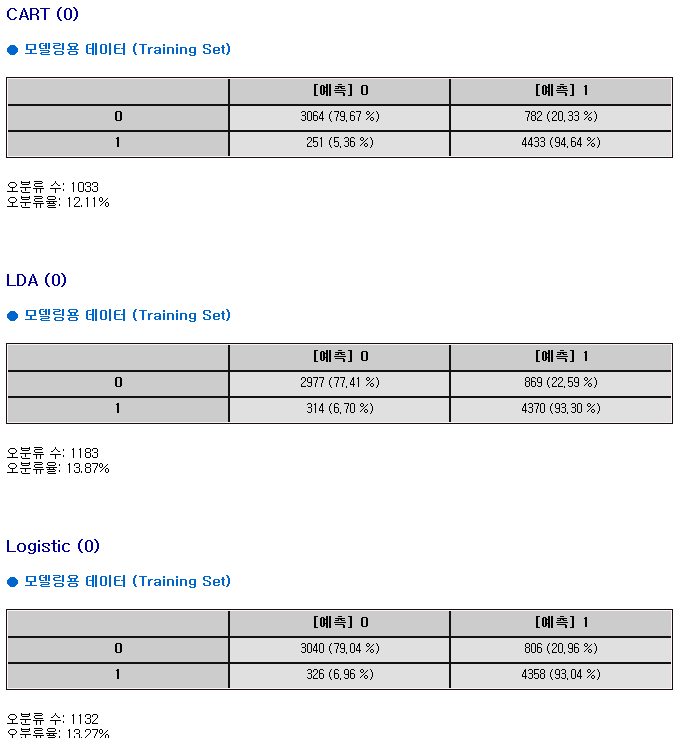 CART (0)
● 모델링용 데이터 (Training Set)
[예측] 0 [예측] 1
0 3064 (79,67 %) 782 (20,33 %)
1 251 (5,36 %) 4433 (94,64 %)
오분류 수: 1033
오분류율: 12.11%
LDA (0)
● 모델링용 데이터 (Training Set)
[예측] 0 [예측] 1
0 2977 (77,41 %) 869 (22,59 %)
1 314 (6,70 %) 4370 (93,30 %)
오분류 수: 1183
오분류율: 13.87%
Logistic (0)
● 모델링용 데이터 (Training Set)
[예측] 0 [예측] 1
0 3040 (79,04 %) 806 (20,96 %)
1 326 (6,96 %) 4358 (93,04 %)
오분류 수: 1132
오분류율: 13.27%